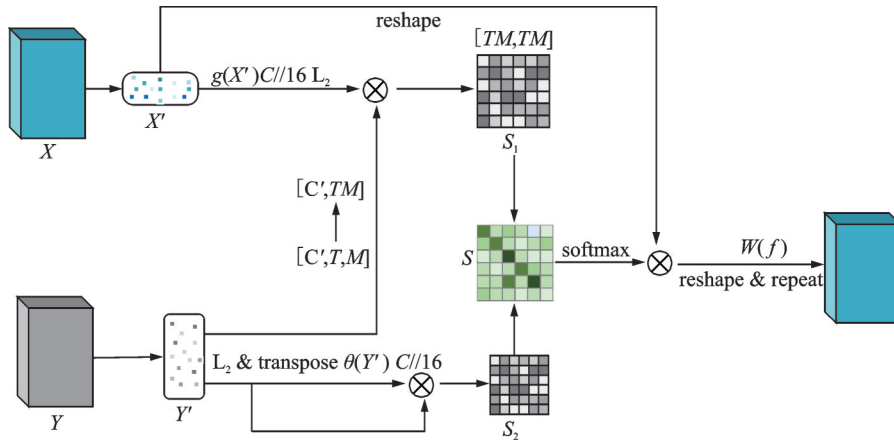 reshape
[TM,TM]
g(X′)C//16 L₂
X
X′
S₁
[C′,TM]
[C′,T,M]
S
softmax
W(f)
reshape & repeat
L₂ & transpose θ(Y′) C//16
Y
Y′
S₂